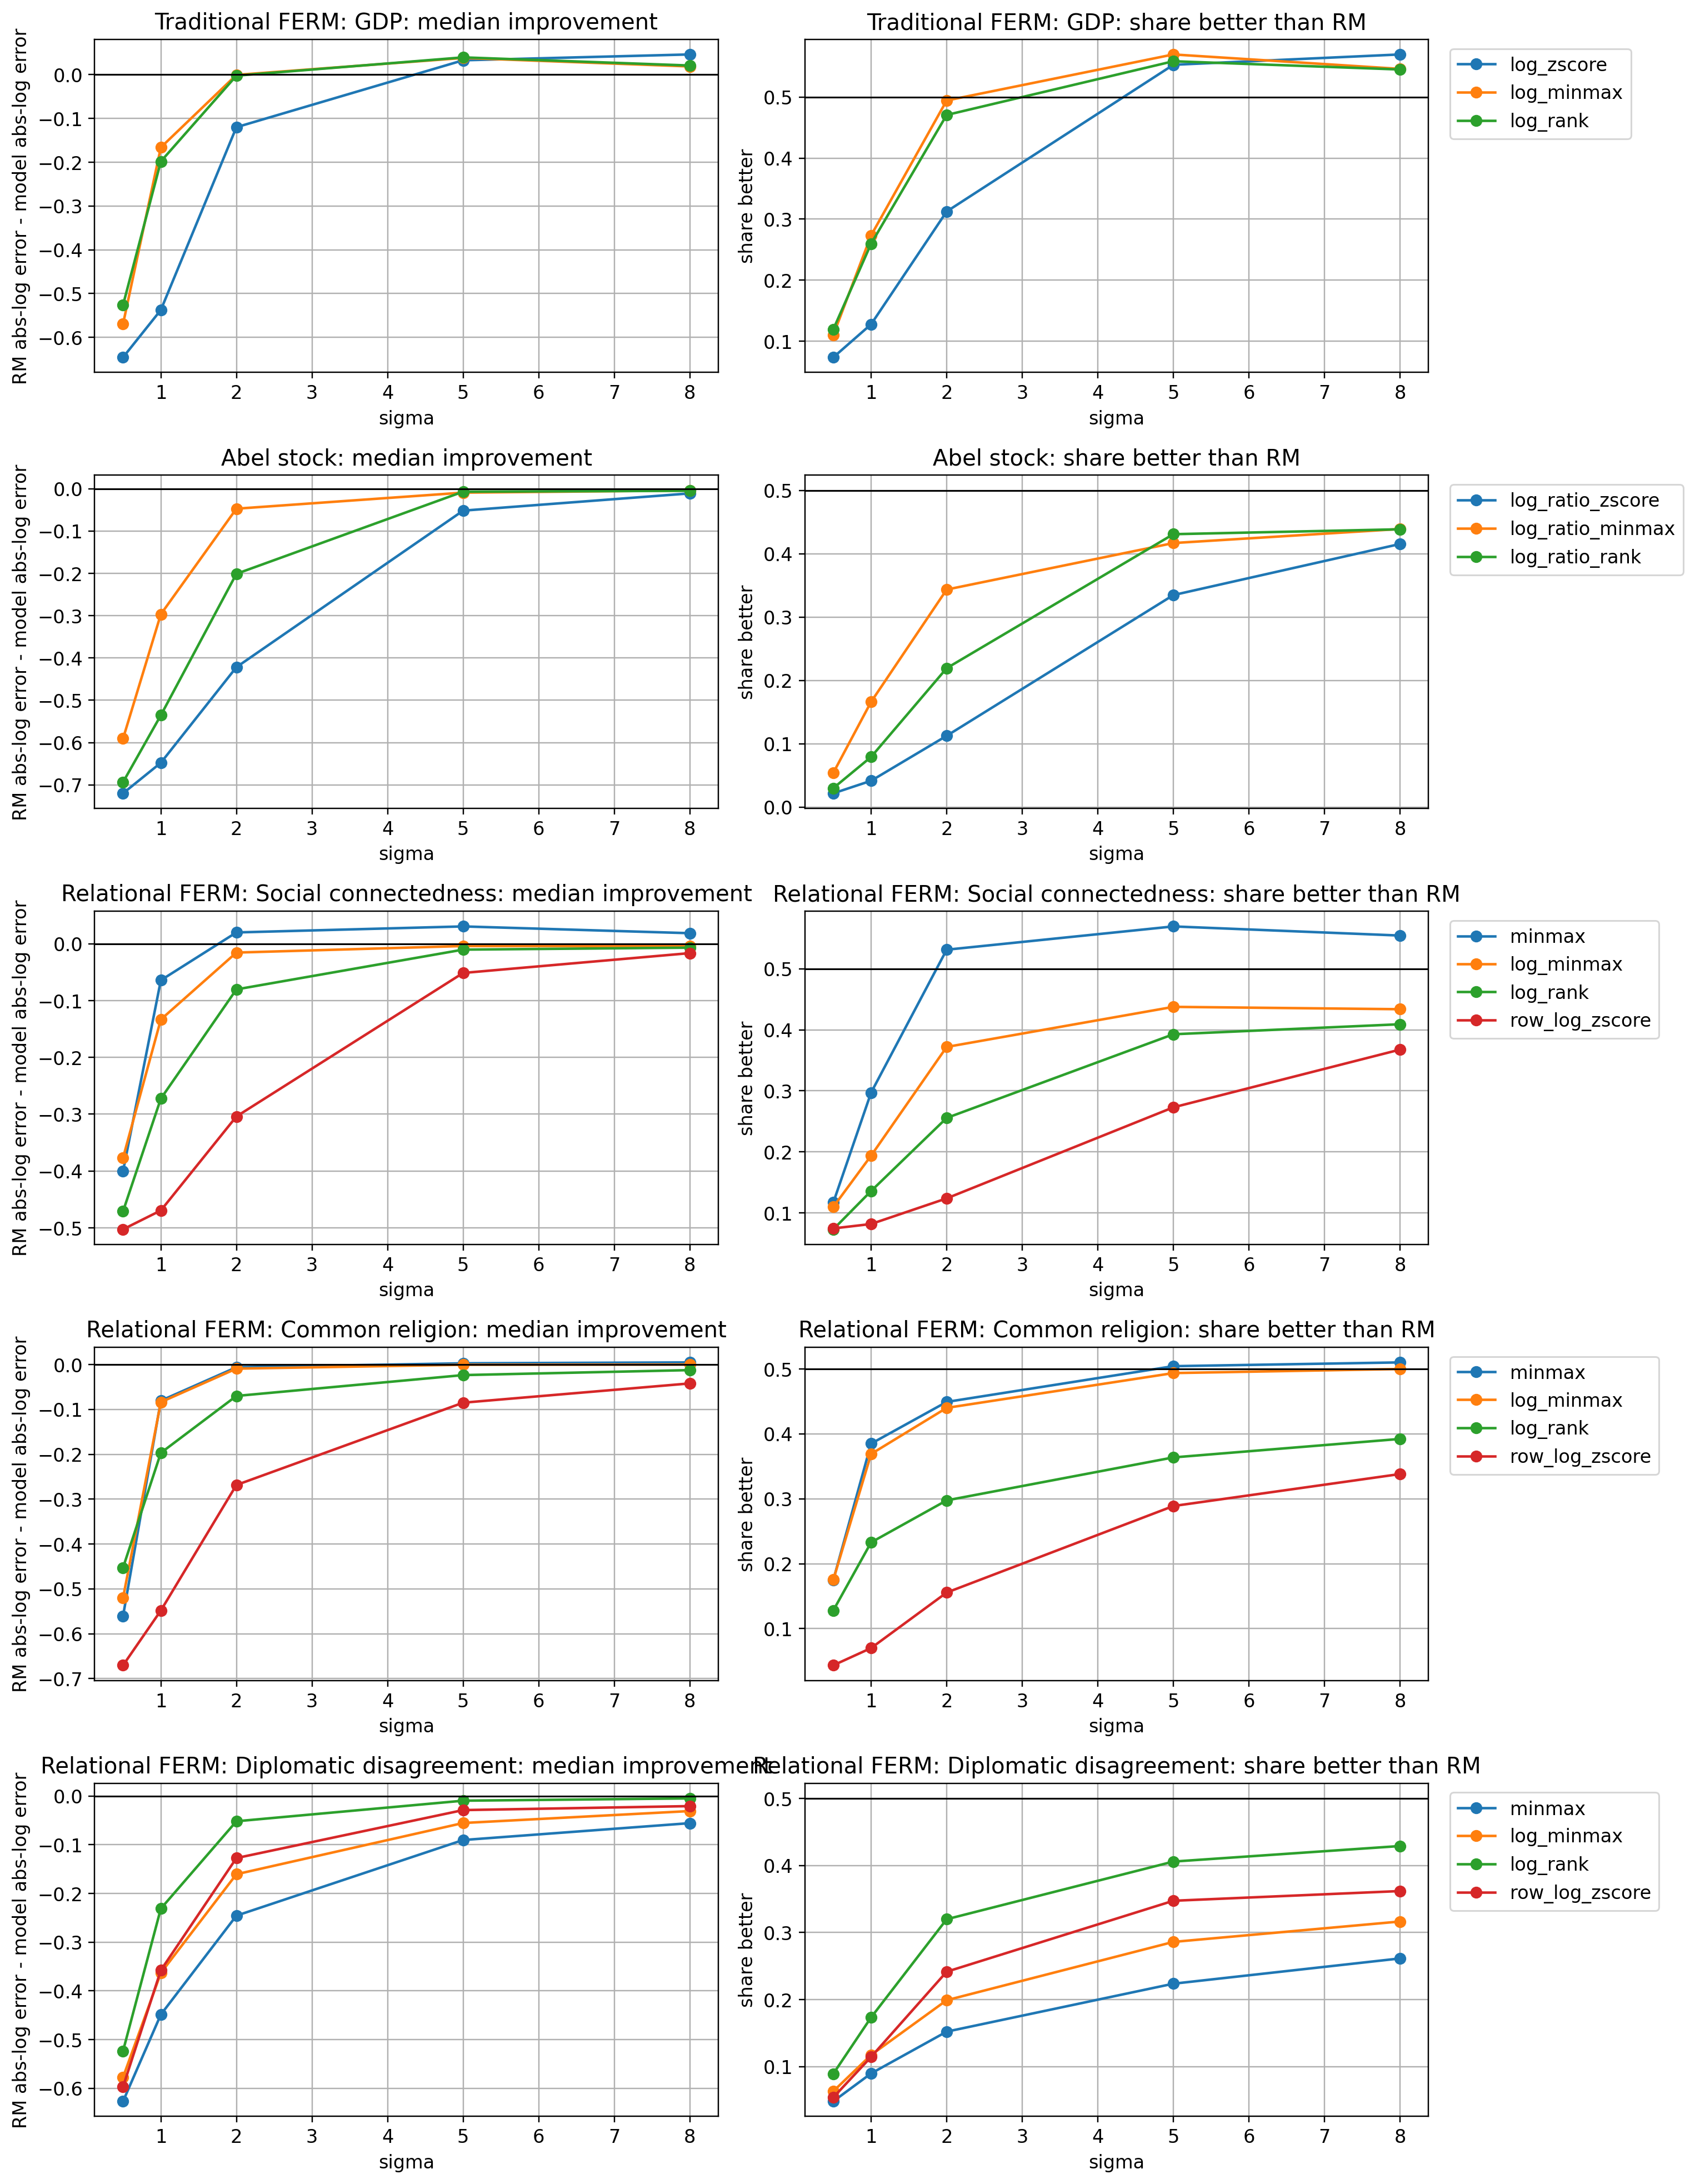 Traditional FERM: GDP: median improvement
RM abs-log error - model abs-log error
0.0
−0.1
−0.2
−0.3
−0.4
−0.5
−0.6
1 2 3 4 5 6 7 8
sigma
Traditional FERM: GDP: share better than RM
share better
0.5
0.4
0.3
0.2
0.1
1 2 3 4 5 6 7 8
sigma
log_zscore
log_minmax
log_rank
Abel stock: median improvement
RM abs-log error - model abs-log error
0.0
−0.1
−0.2
−0.3
−0.4
−0.5
−0.6
−0.7
1 2 3 4 5 6 7 8
sigma
Abel stock: share better than RM
share better
0.5
0.4
0.3
0.2
0.1
0.0
1 2 3 4 5 6 7 8
sigma
log_ratio_zscore
log_ratio_minmax
log_ratio_rank
Relational FERM: Social connectedness: median improvement
RM abs-log error - model abs-log error
0.0
−0.1
−0.2
−0.3
−0.4
−0.5
1 2 3 4 5 6 7 8
sigma
Relational FERM: Social connectedness: share better than RM
share better
0.5
0.4
0.3
0.2
0.1
1 2 3 4 5 6 7 8
sigma
minmax
log_minmax
log_rank
row_log_zscore
Relational FERM: Common religion: median improvement
RM abs-log error - model abs-log error
0.0
−0.1
−0.2
−0.3
−0.4
−0.5
−0.6
−0.7
1 2 3 4 5 6 7 8
sigma
Relational FERM: Common religion: share better than RM
share better
0.5
0.4
0.3
0.2
0.1
1 2 3 4 5 6 7 8
sigma
minmax
log_minmax
log_rank
row_log_zscore
Relational FERM: Diplomatic disagreement: median improvement
RM abs-log error - model abs-log error
0.0
−0.1
−0.2
−0.3
−0.4
−0.5
−0.6
1 2 3 4 5 6 7 8
sigma
Relational FERM: Diplomatic disagreement: share better than RM
share better
0.5
0.4
0.3
0.2
0.1
1 2 3 4 5 6 7 8
sigma
minmax
log_minmax
log_rank
row_log_zscore